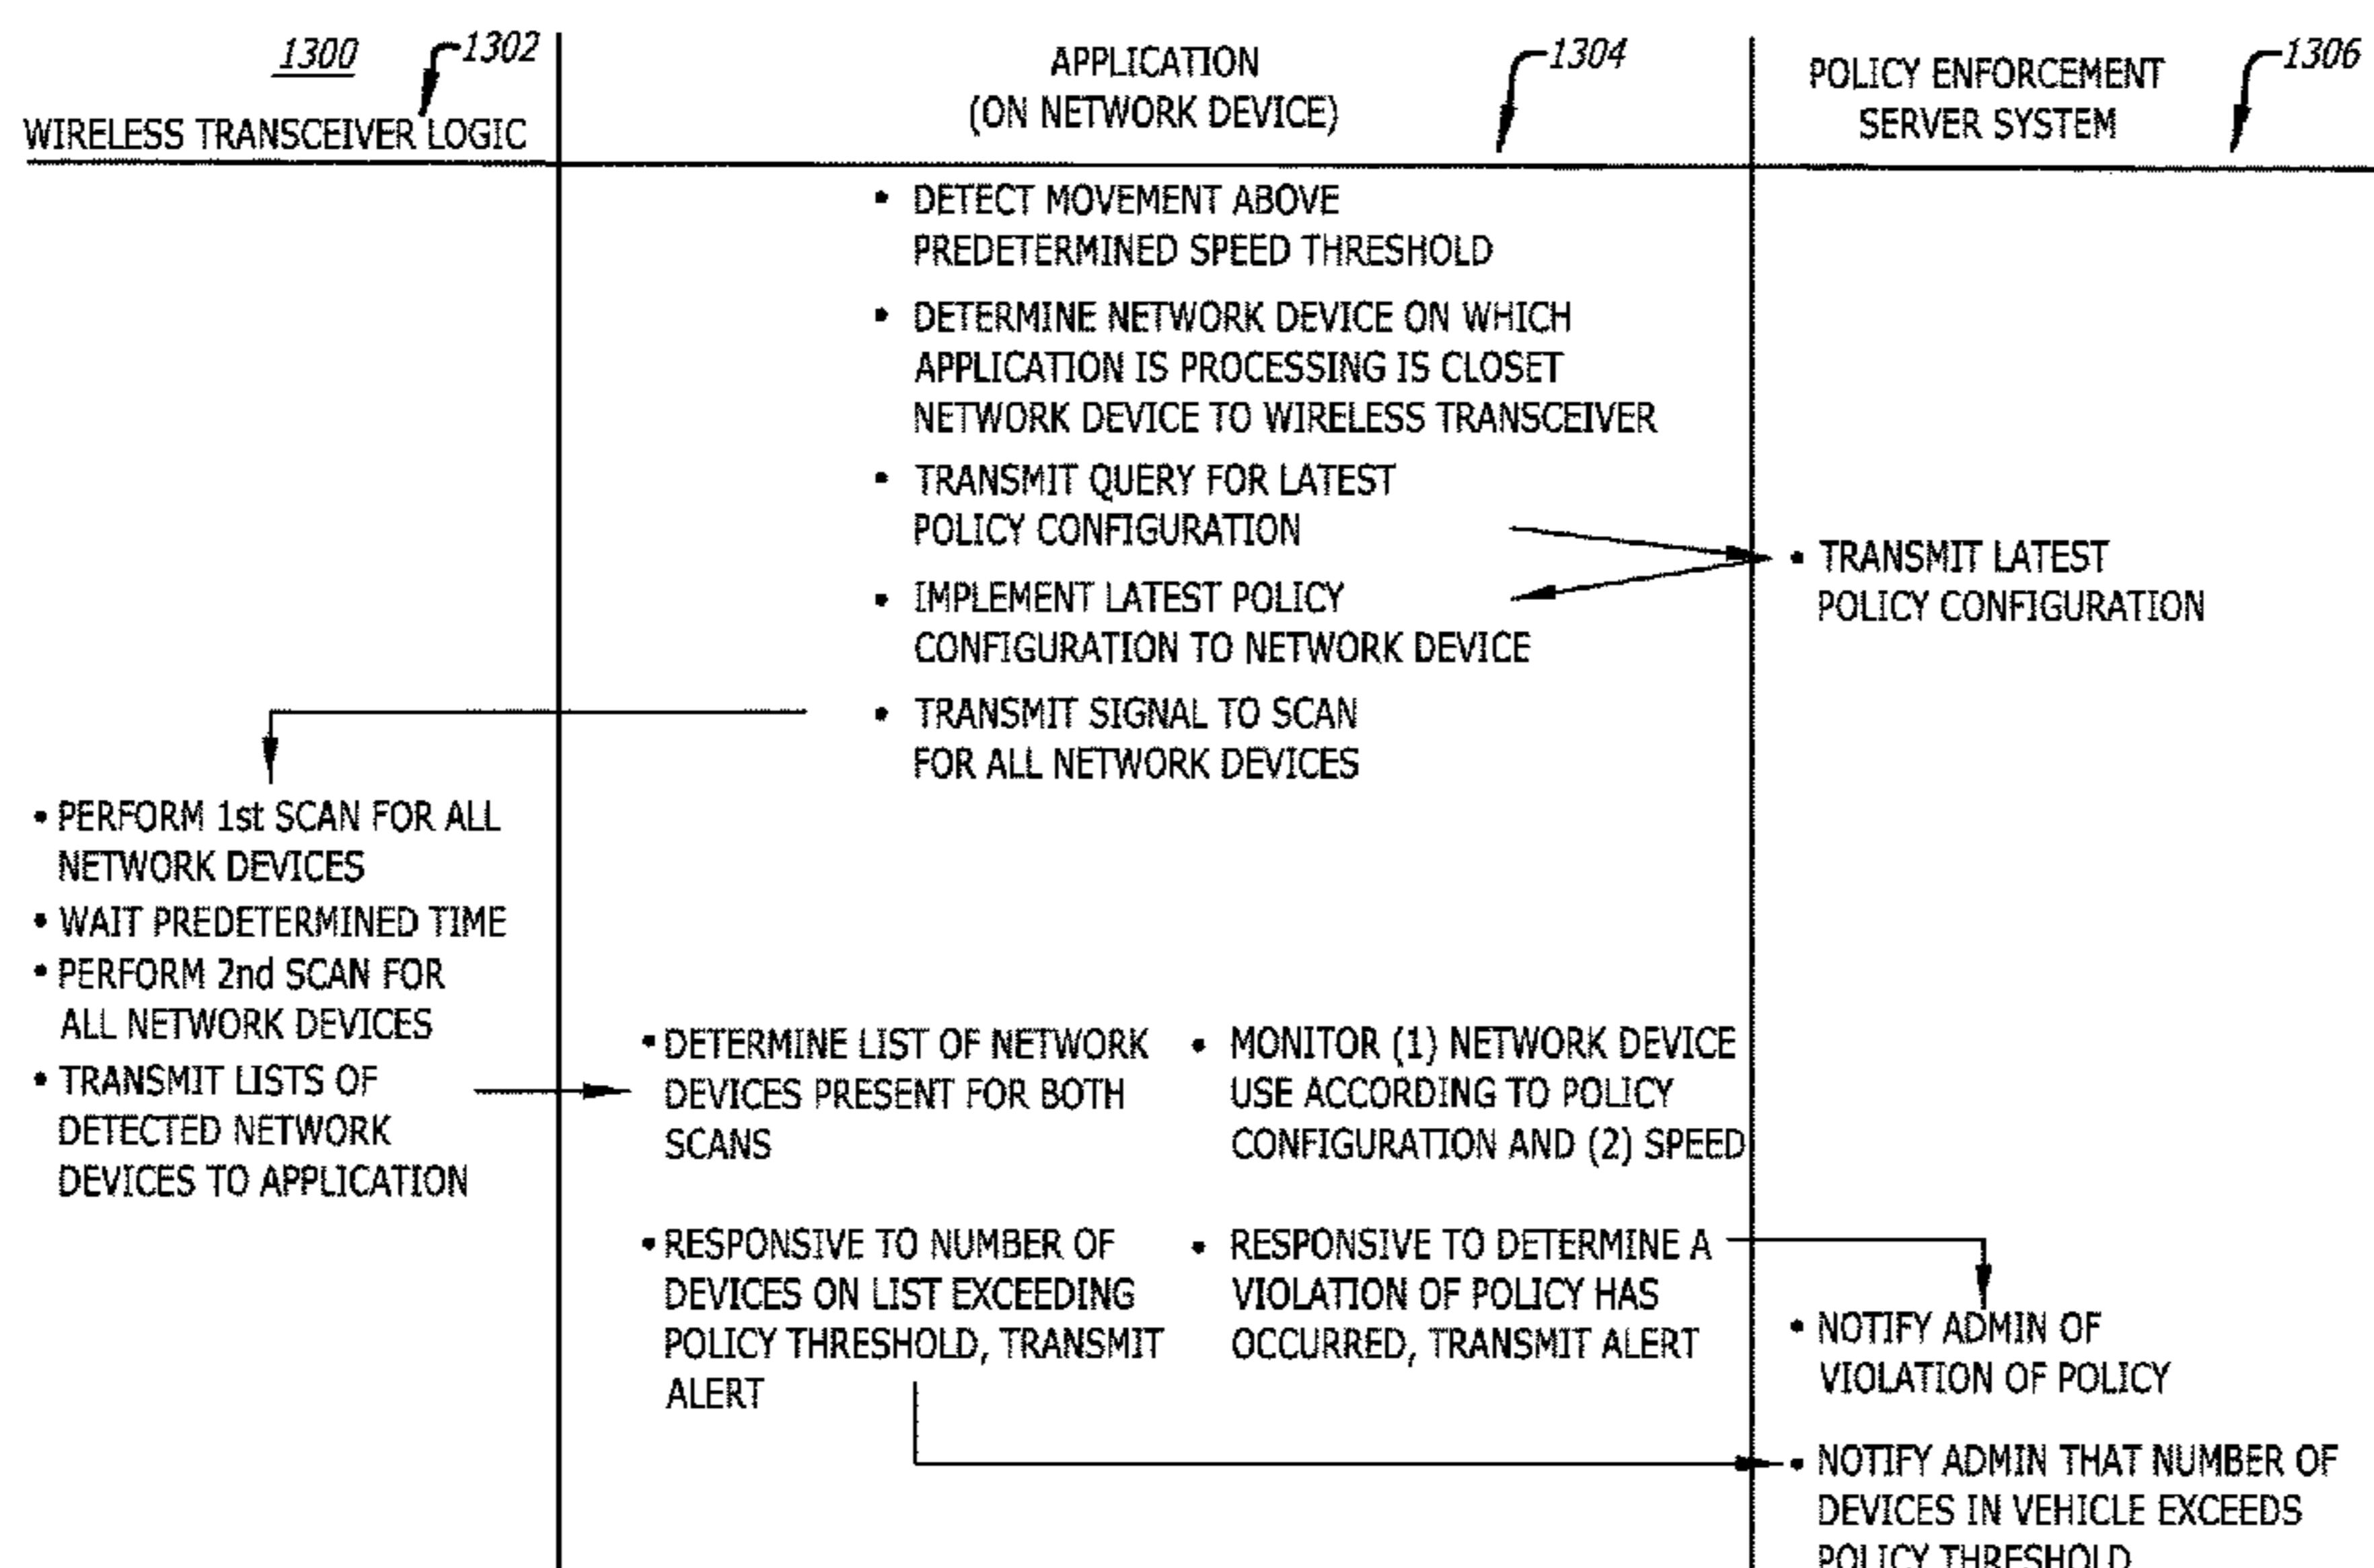 1300
1302
WIRELESS TRANSCEIVER LOGIC
APPLICATION
(ON NETWORK DEVICE)
1304
POLICY ENFORCEMENT
SERVER SYSTEM
1306
• DETECT MOVEMENT ABOVE
PREDETERMINED SPEED THRESHOLD
• DETERMINE NETWORK DEVICE ON WHICH
APPLICATION IS PROCESSING IS CLOSET
NETWORK DEVICE TO WIRELESS TRANSCEIVER
• TRANSMIT QUERY FOR LATEST
POLICY CONFIGURATION
• TRANSMIT LATEST
POLICY CONFIGURATION
• IMPLEMENT LATEST POLICY
CONFIGURATION TO NETWORK DEVICE
• TRANSMIT SIGNAL TO SCAN
FOR ALL NETWORK DEVICES
• PERFORM 1st SCAN FOR ALL
NETWORK DEVICES
• WAIT PREDETERMINED TIME
• PERFORM 2nd SCAN FOR
ALL NETWORK DEVICES
• TRANSMIT LISTS OF
DETECTED NETWORK
DEVICES TO APPLICATION
• DETERMINE LIST OF NETWORK
DEVICES PRESENT FOR BOTH
SCANS
• RESPONSIVE TO NUMBER OF
DEVICES ON LIST EXCEEDING
POLICY THRESHOLD, TRANSMIT
ALERT
• MONITOR (1) NETWORK DEVICE
USE ACCORDING TO POLICY
CONFIGURATION AND (2) SPEED
• RESPONSIVE TO DETERMINE A
VIOLATION OF POLICY HAS
OCCURRED, TRANSMIT ALERT
• NOTIFY ADMIN OF
VIOLATION OF POLICY
• NOTIFY ADMIN THAT NUMBER OF
DEVICES IN VEHICLE EXCEEDS
POLICY THRESHOLD